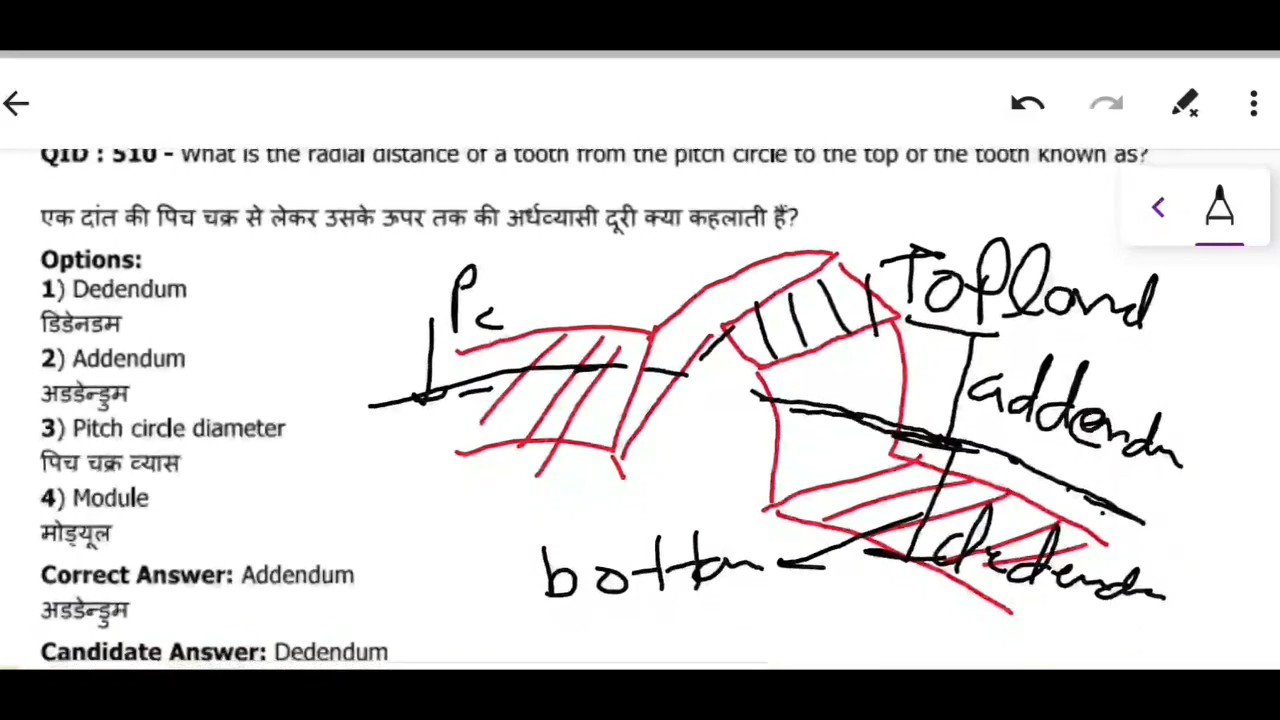 QID : 510 - What is the radial distance of a tooth from the pitch circle to the top of the tooth known as?
एक दांत की पिच चक्र से लेकर उसके ऊपर तक की अर्धव्यासी दूरी क्या कहलाती हैं?
Options:
1) Dedendum
डिडेनडम
2) Addendum
अडडेन्डुम
3) Pitch circle diameter
पिच चक्र व्यास
4) Module
मोड्यूल
Correct Answer: Addendum
अडडेन्डुम
Candidate Answer: Dedendum
Pc
Topland
addendu
dedendu
bottom